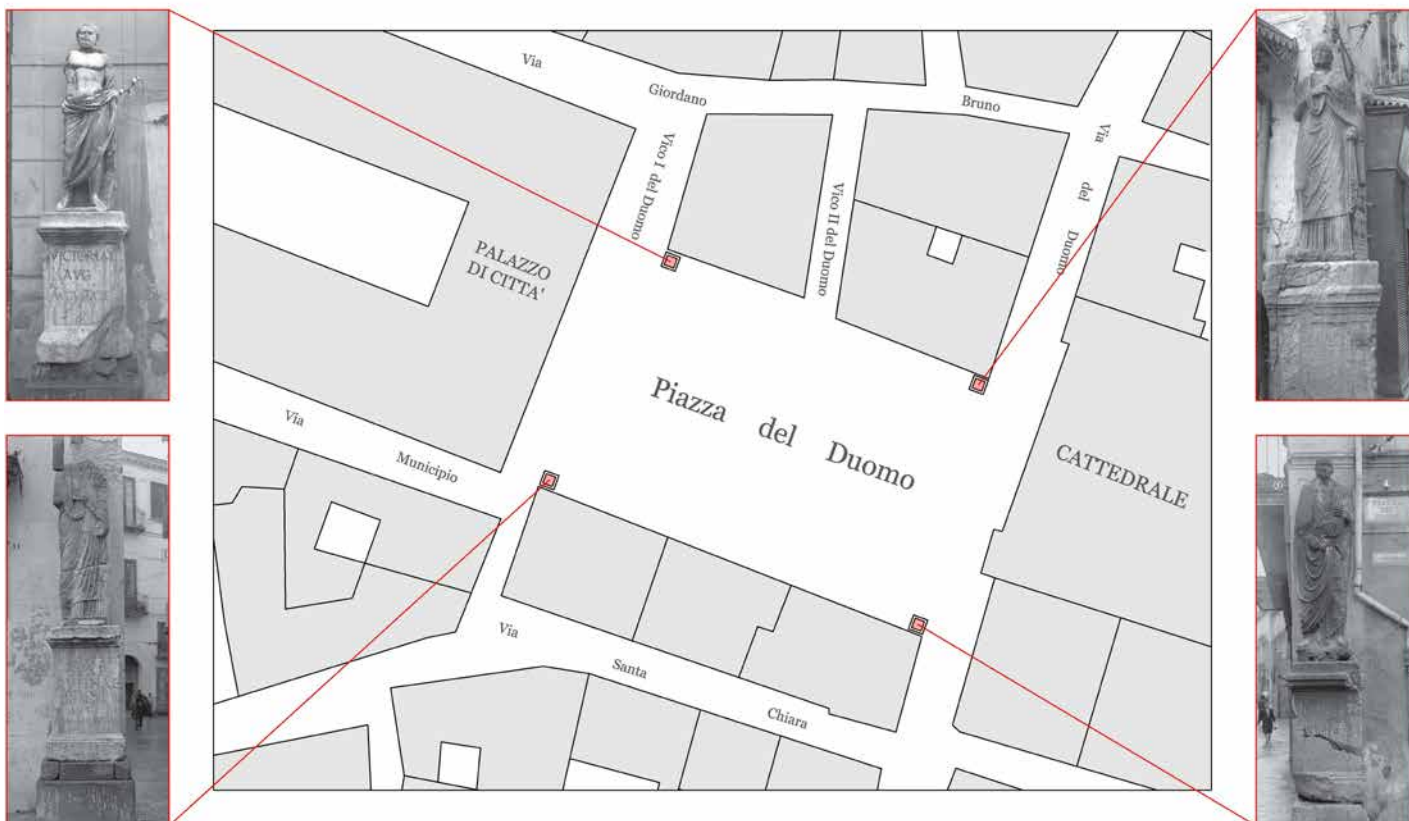 VICTORIAE
AVG
Via
Giordano
Bruno
Via
del
Duomo
Vico I del Duomo
Vico II del Duomo
PALAZZO
DI CITTA'
Piazza del Duomo
CATTEDRALE
Via
Municipio
Via
Santa
Chiara